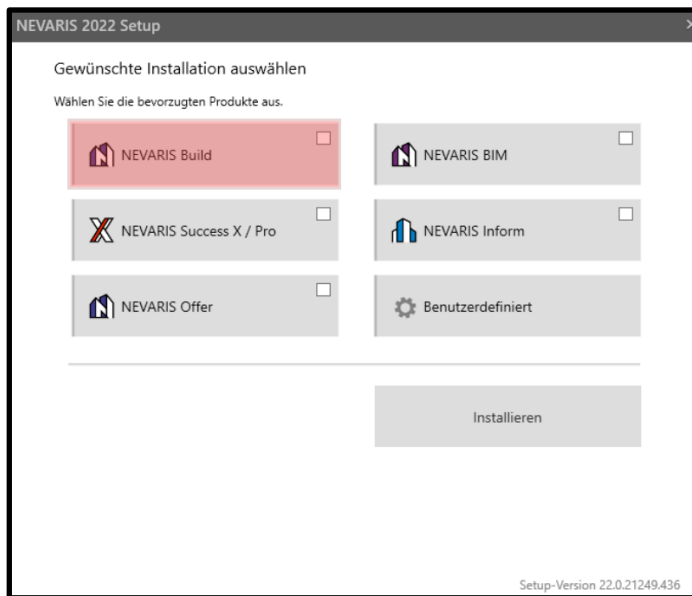 NEVARIS 2022 Setup
Gewünschte Installation auswählen
Wählen Sie die bevorzugten Produkte aus.
NEVARIS Build
NEVARIS BIM
NEVARIS Success X / Pro
NEVARIS Inform
NEVARIS Offer
Benutzerdefiniert
Installieren
Setup-Version 22.0.21249.436